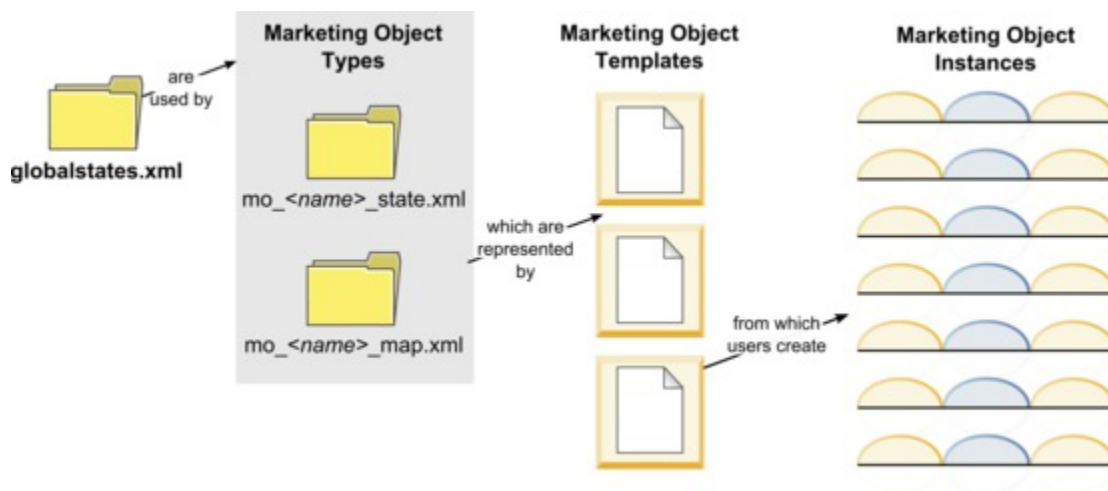 Marketing Object
Types
Marketing Object
Templates
Marketing Object
Instances
are
used by
globalstates.xml
mo_<name>_state.xml
mo_<name>_map.xml
which are
represented
by
from which
users create